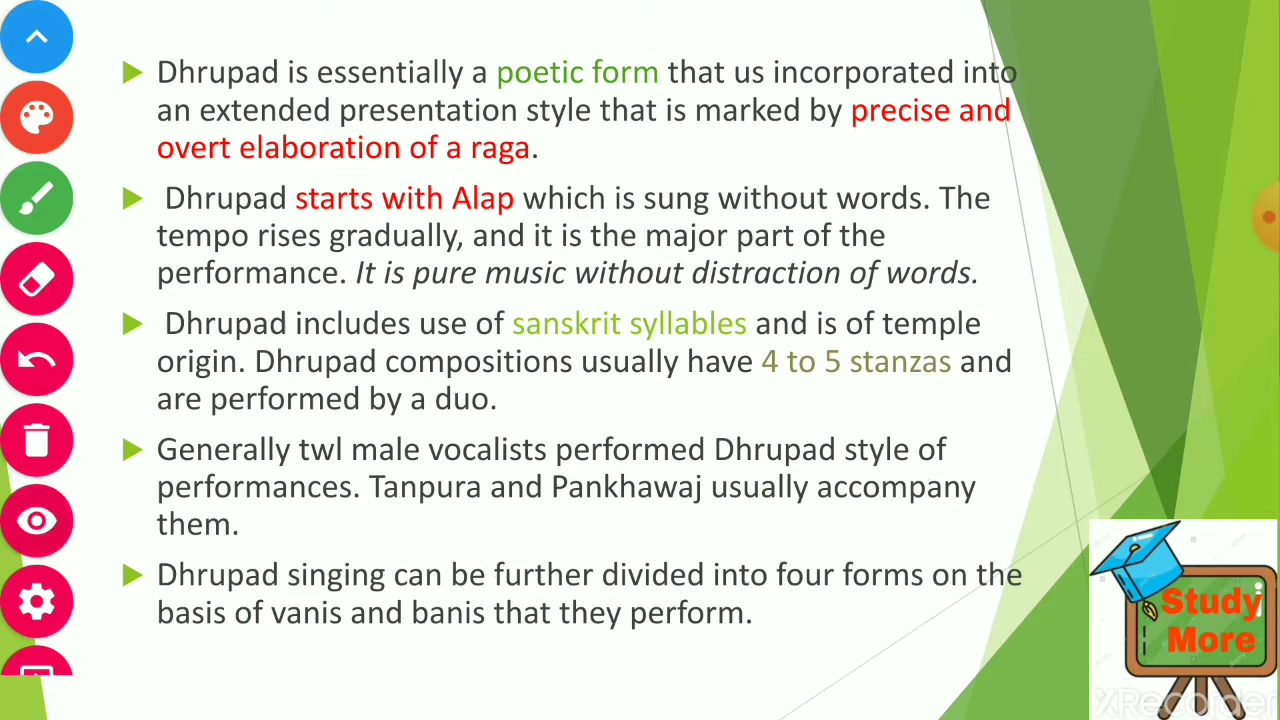 Dhrupad is essentially a poetic form that us incorporated into
an extended presentation style that is marked by precise and
overt elaboration of a raga.
Dhrupad starts with Alap which is sung without words. The
tempo rises gradually, and it is the major part of the
performance. It is pure music without distraction of words.
Dhrupad includes use of sanskrit syllables and is of temple
origin. Dhrupad compositions usually have 4 to 5 stanzas and
are performed by a duo.
Generally twl male vocalists performed Dhrupad style of
performances. Tanpura and Pankhawaj usually accompany
them.
Dhrupad singing can be further divided into four forms on the
basis of vanis and banis that they perform.
Study
More
XRecorder